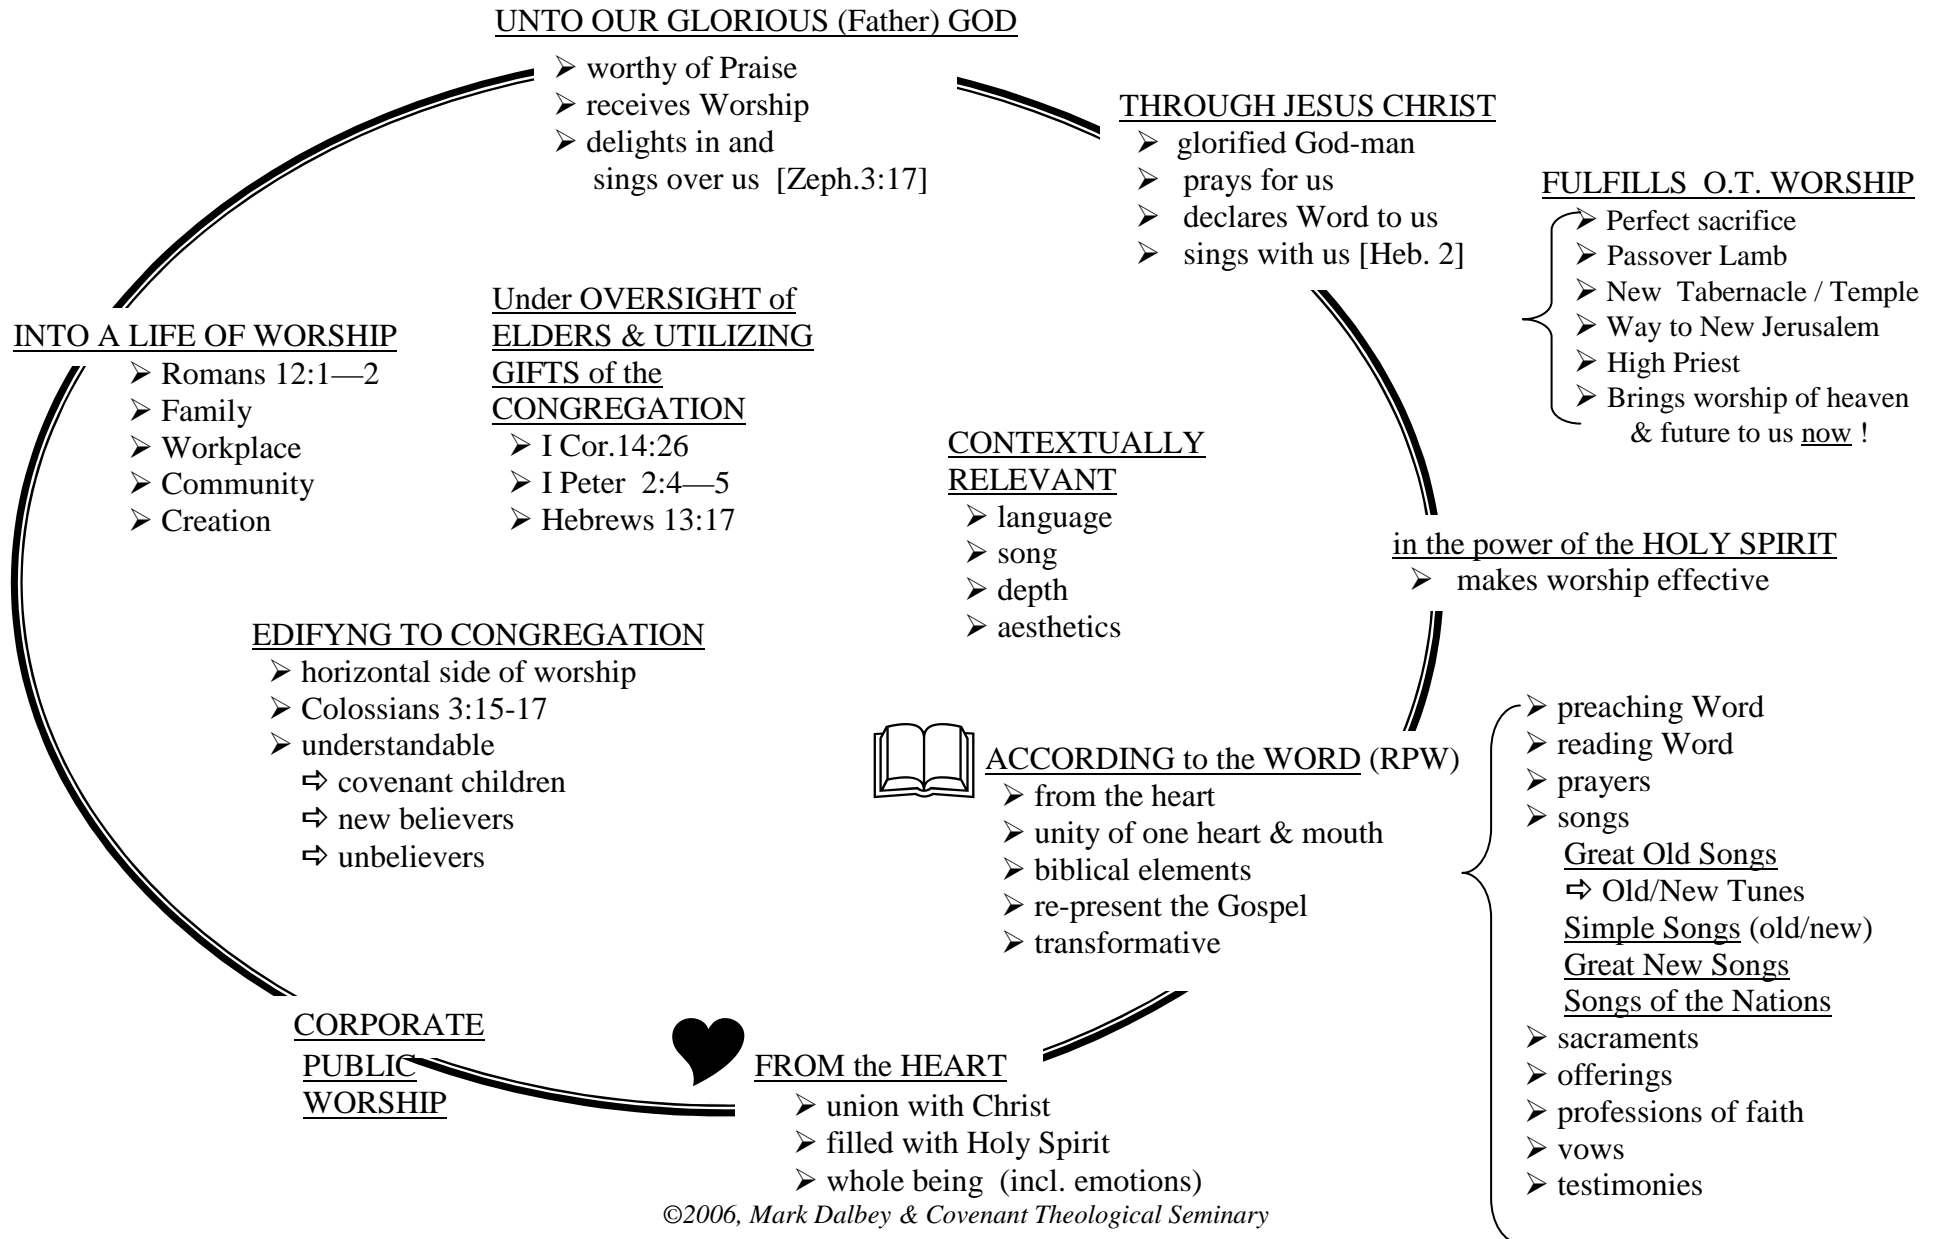 UNTO OUR GLORIOUS (Father) GOD
➢ worthy of Praise
➢ receives Worship
➢ delights in and
sings over us [Zeph.3:17]
THROUGH JESUS CHRIST
➢ glorified God-man
➢ prays for us
➢ declares Word to us
➢ sings with us [Heb. 2]
FULFILLS O.T. WORSHIP
➢ Perfect sacrifice
➢ Passover Lamb
➢ New Tabernacle / Temple
➢ Way to New Jerusalem
➢ High Priest
➢ Brings worship of heaven
& future to us now !
INTO A LIFE OF WORSHIP
➢ Romans 12:1—2
➢ Family
➢ Workplace
➢ Community
➢ Creation
Under OVERSIGHT of
ELDERS & UTILIZING
GIFTS of the
CONGREGATION
➢ I Cor.14:26
➢ I Peter 2:4—5
➢ Hebrews 13:17
CONTEXTUALLY
RELEVANT
➢ language
➢ song
➢ depth
➢ aesthetics
in the power of the HOLY SPIRIT
➢ makes worship effective
EDIFYNG TO CONGREGATION
➢ horizontal side of worship
➢ Colossians 3:15-17
➢ understandable
⇨ covenant children
⇨ new believers
⇨ unbelievers
ACCORDING to the WORD (RPW)
➢ from the heart
➢ unity of one heart & mouth
➢ biblical elements
➢ re-present the Gospel
➢ transformative
➢ preaching Word
➢ reading Word
➢ prayers
➢ songs
Great Old Songs
⇨ Old/New Tunes
Simple Songs (old/new)
Great New Songs
Songs of the Nations
➢ sacraments
➢ offerings
➢ professions of faith
➢ vows
➢ testimonies
CORPORATE
PUBLIC
WORSHIP
FROM the HEART
➢ union with Christ
➢ filled with Holy Spirit
➢ whole being (incl. emotions)
©2006, Mark Dalbey & Covenant Theological Seminary